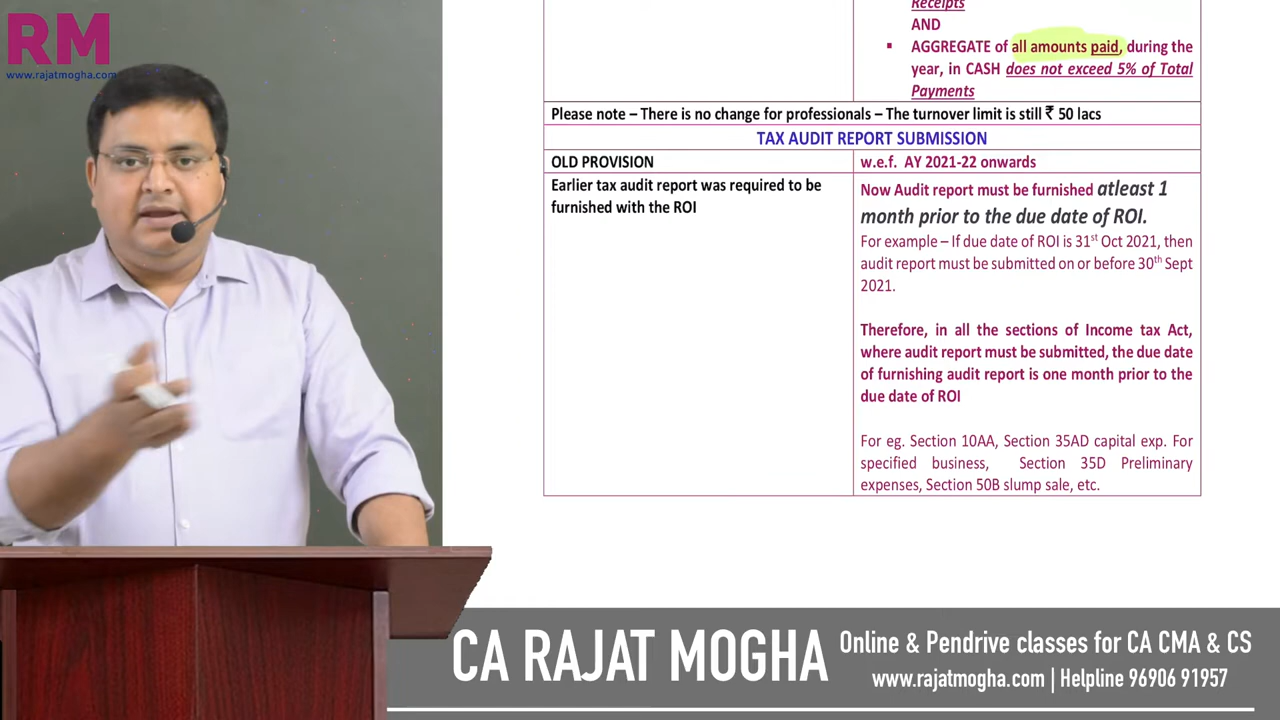 RM
www.rajatmogha.com
Receipts
AND
▪ AGGREGATE of all amounts paid, during the
year, in CASH does not exceed 5% of Total
Payments
Please note – There is no change for professionals – The turnover limit is still ₹ 50 lacs
TAX AUDIT REPORT SUBMISSION
OLD PROVISION
w.e.f. AY 2021-22 onwards
Earlier tax audit report was required to be
furnished with the ROI
Now Audit report must be furnished atleast 1
month prior to the due date of ROI.
For example – If due date of ROI is 31st Oct 2021, then
audit report must be submitted on or before 30th Sept
2021.
Therefore, in all the sections of Income tax Act,
where audit report must be submitted, the due date
of furnishing audit report is one month prior to the
due date of ROI
For eg. Section 10AA, Section 35AD capital exp. For
specified business, Section 35D Preliminary
expenses, Section 50B slump sale, etc.
CA RAJAT MOGHA
Online & Pendrive classes for CA CMA & CS
www.rajatmogha.com | Helpline 96906 91957